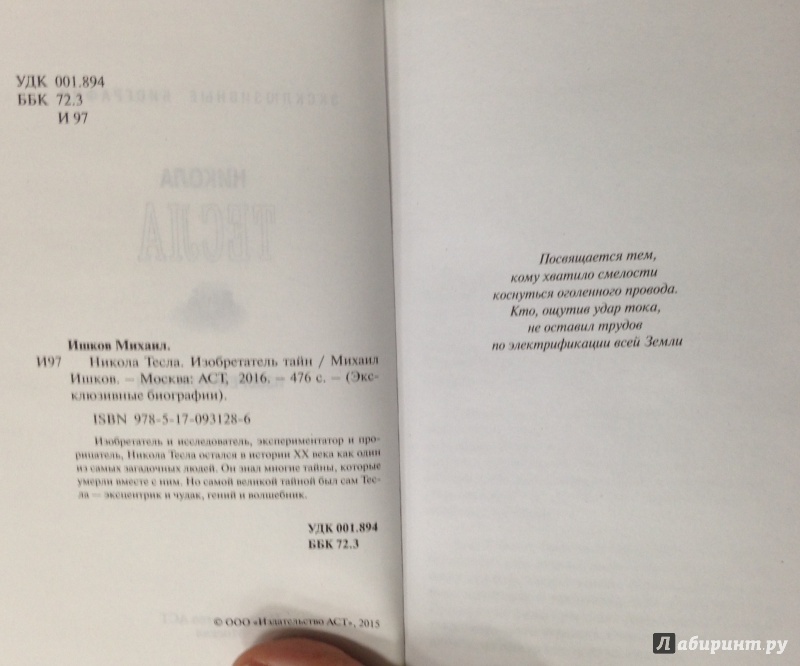 УДК 001.894
ББК 72.3
И 97
Ишков Михаил.
И97 Никола Тесла. Изобретатель тайн / Михаил
Ишков. – Москва: АСТ, 2016. – 476 с. – (Экс-
клюзивные биографии).
ISBN 978-5-17-093128-6
Изобретатель и исследователь, экспериментатор и про-
рицатель, Никола Тесла остался в истории XX века как один
из самых загадочных людей. Он знал многие тайны, которые
умерли вместе с ним. Но самой великой тайной был сам Тес-
ла – эксцентрик и чудак, гений и волшебник.
УДК 001.894
ББК 72.3
© ООО «Издательство АСТ», 2015
Посвящается тем,
кому хватило смелости
коснуться оголенного провода.
Кто, ощутив удар тока,
не оставил трудов
по электрификации всей Земли
Лабиринт.ру